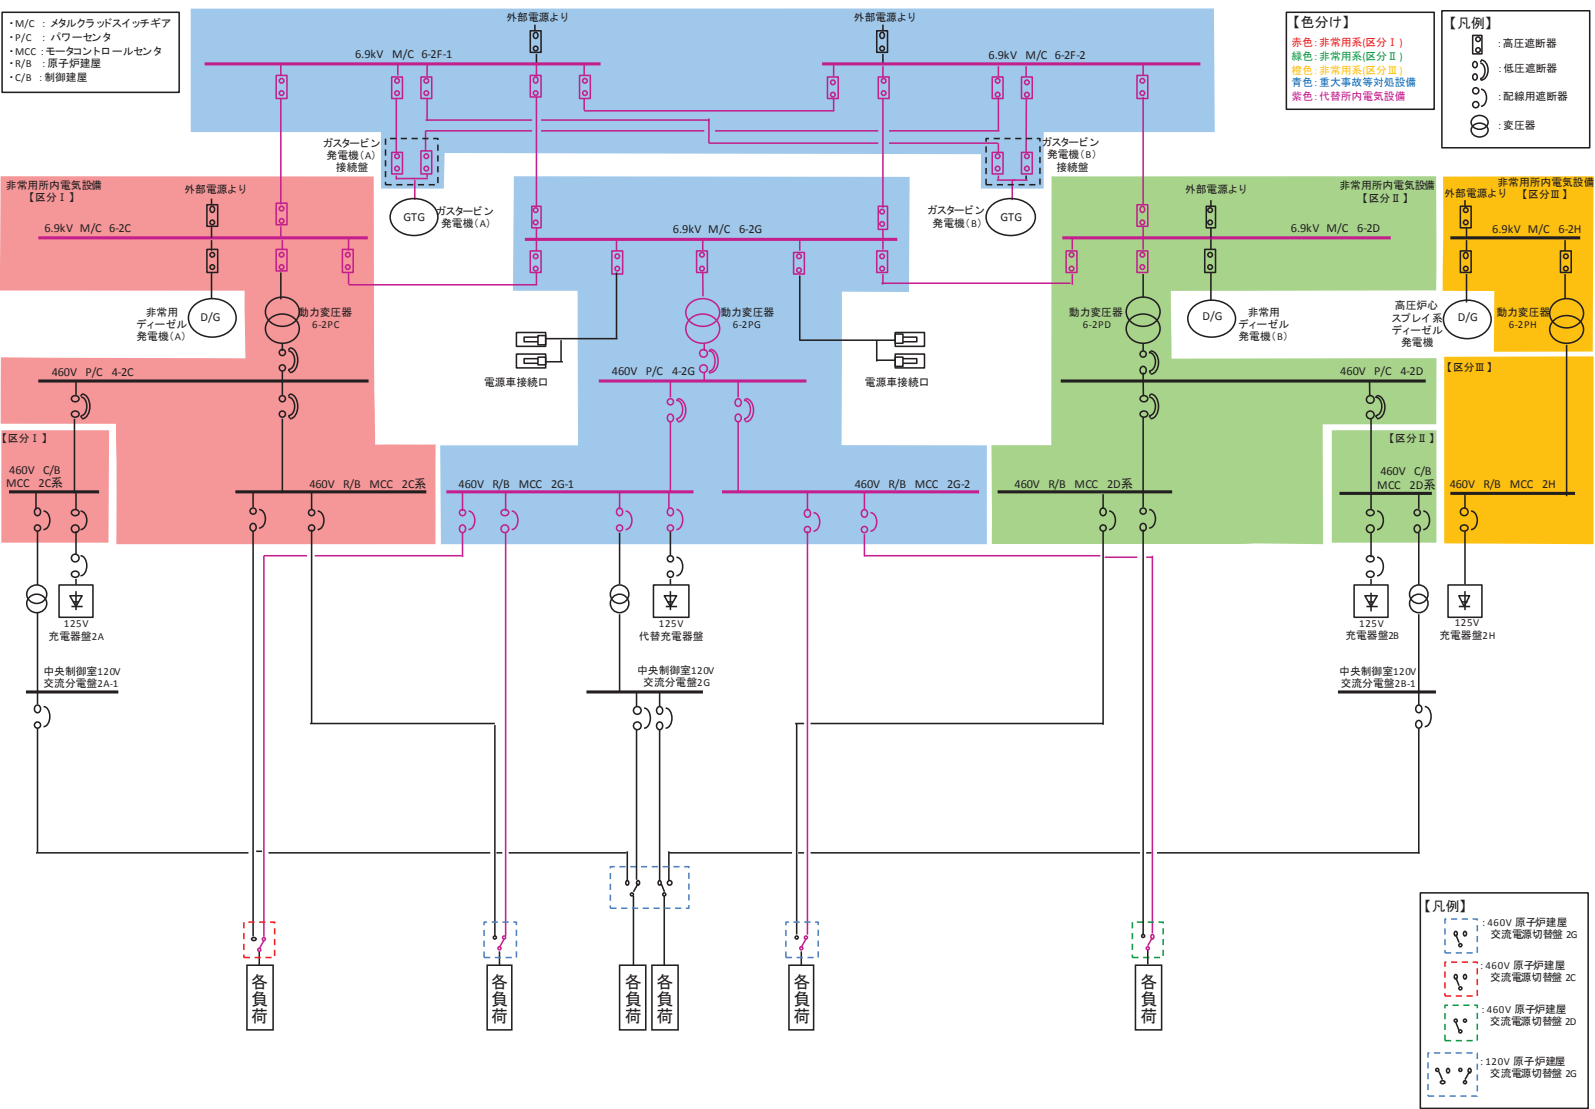 ・M/C ： メタルクラッドスイッチギア
・P/C ： パワーセンタ
・MCC ：モータコントロールセンタ
・R/B ： 原子炉建屋
・C/B ： 制御建屋
外部電源より
外部電源より
6.9kV M/C 6-2F-1
6.9kV M/C 6-2F-2
【色分け】
赤色：非常用系(区分Ⅰ)
緑色：非常用系(区分Ⅱ)
橙色：非常用系(区分Ⅲ)
青色：重大事故等対処設備
紫色：代替所内電気設備
【凡例】
：高圧遮断器
：低圧遮断器
：配線用遮断器
：変圧器
ガスタービン
発電機(A)
接続盤
ガスタービン
発電機(B)
接続盤
GTG
ガスタービン
発電機(A)
ガスタービン
発電機(B)
GTG
非常用所内電気設備
【区分Ⅰ】
外部電源より
6.9kV M/C 6-2C
6.9kV M/C 6-2G
外部電源より
非常用所内電気設備
【区分Ⅱ】
6.9kV M/C 6-2D
非常用所内電気設備
外部電源より
【区分Ⅲ】
6.9kV M/C 6-2H
非常用
ディーゼル
発電機(A)
D/G
動力変圧器
6-2PC
動力変圧器
6-2PG
動力変圧器
6-2PD
D/G
非常用
ディーゼル
発電機(B)
高圧炉心
スプレイ系
ディーゼル
発電機
D/G
動力変圧器
6-2PH
電源車接続口
電源車接続口
460V P/C 4-2C
460V P/C 4-2G
460V P/C 4-2D
【区分Ⅲ】
【区分Ⅰ】
【区分Ⅱ】
460V C/B
MCC 2C系
460V R/B MCC 2C系
460V R/B MCC 2G-1
460V R/B MCC 2G-2
460V R/B MCC 2D系
460V C/B
MCC 2D系
460V R/B MCC 2H
125V
充電器盤2A
125V
代替充電器盤
125V
充電器盤2B
125V
充電器盤2H
中央制御室120V
交流分電盤2A-1
中央制御室120V
交流分電盤2G
中央制御室120V
交流分電盤2B-1
各負荷
各負荷
各負荷
各負荷
各負荷
各負荷
【凡例】
：460V 原子炉建屋
交流電源切替盤 2G
：460V 原子炉建屋
交流電源切替盤 2C
：460V 原子炉建屋
交流電源切替盤 2D
：120V 原子炉建屋
交流電源切替盤 2G